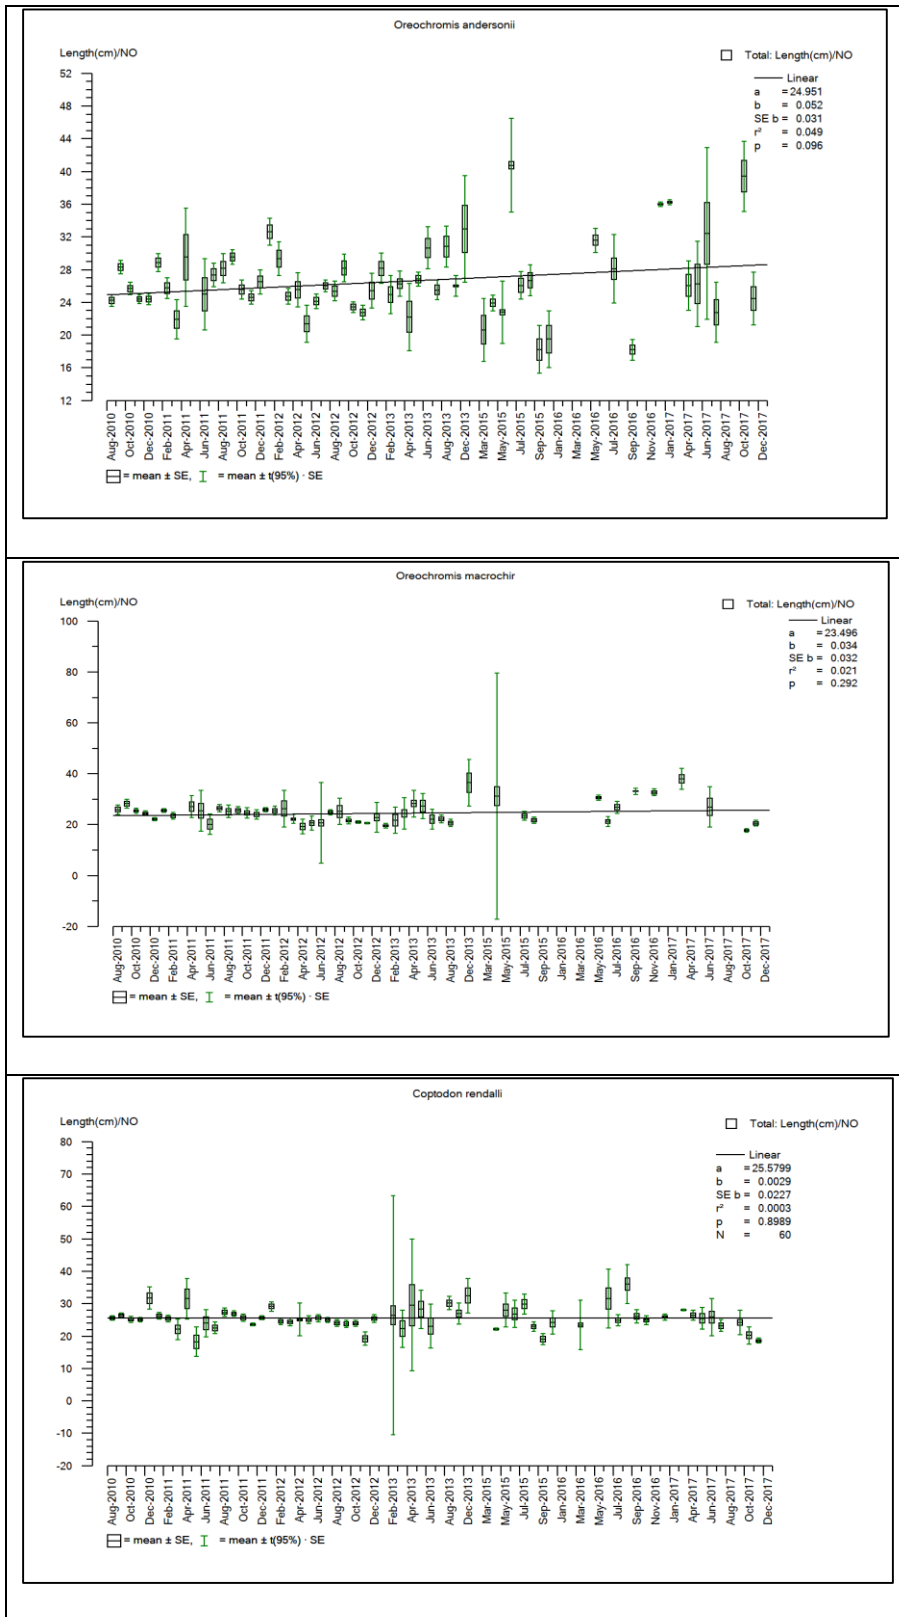 Oreochromis andersonii
Length(cm)/NO
Total: Length(cm)/NO
Linear
a = 24.951
b = 0.052
SE b = 0.031
r² = 0.049
p = 0.096
52
48
44
40
36
32
28
24
20
16
12
Aug-2010
Oct-2010
Dec-2010
Feb-2011
Apr-2011
Jun-2011
Aug-2011
Oct-2011
Dec-2011
Feb-2012
Apr-2012
Jun-2012
Aug-2012
Oct-2012
Dec-2012
Feb-2013
Apr-2013
Jun-2013
Aug-2013
Dec-2013
Mar-2015
May-2015
Jul-2015
Sep-2015
Jan-2016
Mar-2016
May-2016
Jul-2016
Sep-2016
Nov-2016
Jan-2017
Apr-2017
Jun-2017
Aug-2017
Oct-2017
Dec-2017
= mean ± SE, = mean ± t(95%) · SE
Oreochromis macrochir
Length(cm)/NO
Total: Length(cm)/NO
Linear
a = 23.496
b = 0.034
SE b = 0.032
r² = 0.021
p = 0.292
100
80
60
40
20
0
-20
Aug-2010
Oct-2010
Dec-2010
Feb-2011
Apr-2011
Jun-2011
Aug-2011
Oct-2011
Dec-2011
Feb-2012
Apr-2012
Jun-2012
Aug-2012
Oct-2012
Dec-2012
Feb-2013
Apr-2013
Jun-2013
Aug-2013
Dec-2013
Mar-2015
May-2015
Jul-2015
Sep-2015
Jan-2016
Mar-2016
May-2016
Jul-2016
Sep-2016
Nov-2016
Jan-2017
Apr-2017
Jun-2017
Aug-2017
Oct-2017
Dec-2017
= mean ± SE, = mean ± t(95%) · SE
Coptodon rendalli
Length(cm)/NO
Total: Length(cm)/NO
Linear
a = 25.5799
b = 0.0029
SE b = 0.0227
r² = 0.0003
p = 0.8989
N = 60
80
70
60
50
40
30
20
10
0
-10
-20
Aug-2010
Oct-2010
Dec-2010
Feb-2011
Apr-2011
Jun-2011
Aug-2011
Oct-2011
Dec-2011
Feb-2012
Apr-2012
Jun-2012
Aug-2012
Oct-2012
Dec-2012
Feb-2013
Apr-2013
Jun-2013
Aug-2013
Dec-2013
Mar-2015
May-2015
Jul-2015
Sep-2015
Jan-2016
Mar-2016
May-2016
Jul-2016
Sep-2016
Nov-2016
Jan-2017
Apr-2017
Jun-2017
Aug-2017
Oct-2017
Dec-2017
= mean ± SE, = mean ± t(95%) · SE